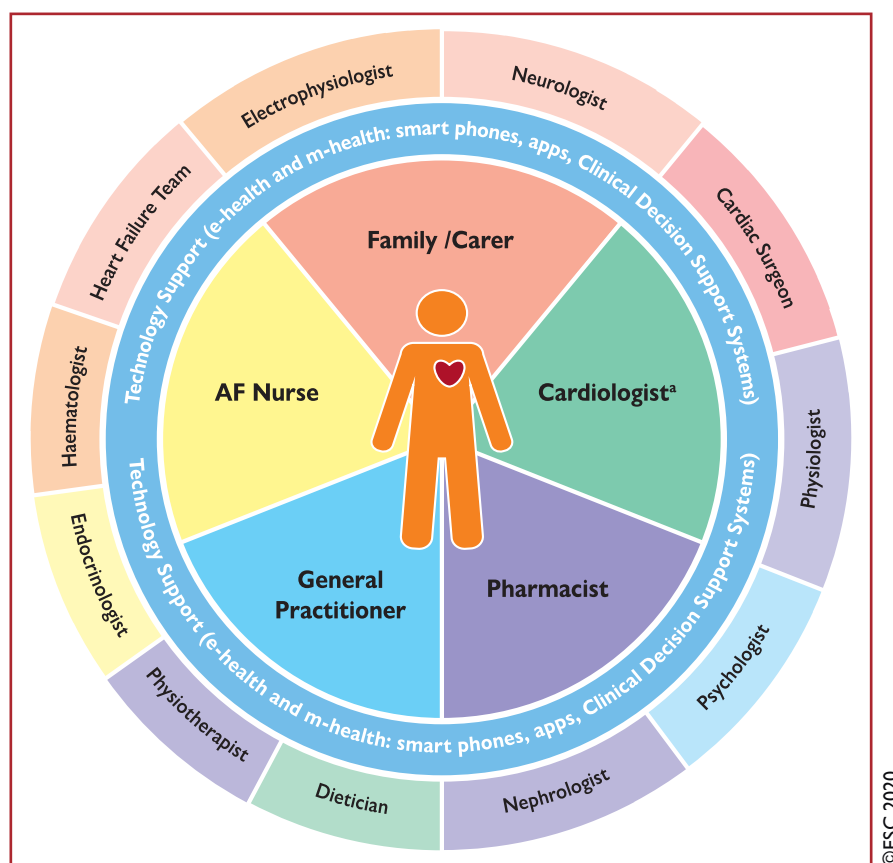 Electrophysiologist
Neurologist
Cardiac Surgeon
Physiologist
Psychologist
Nephrologist
Dietician
Physiotherapist
Endocrinologist
Haematologist
Heart Failure Team
Technology Support (e-health and m-health: smart phones, apps, Clinical Decision Support Systems)
Technology Support (e-health and m-health: smart phones, apps, Clinical Decision Support Systems)
Family /Carer
AF Nurse
Cardiologistᵃ
General
Practitioner
Pharmacist
©ESC 2020